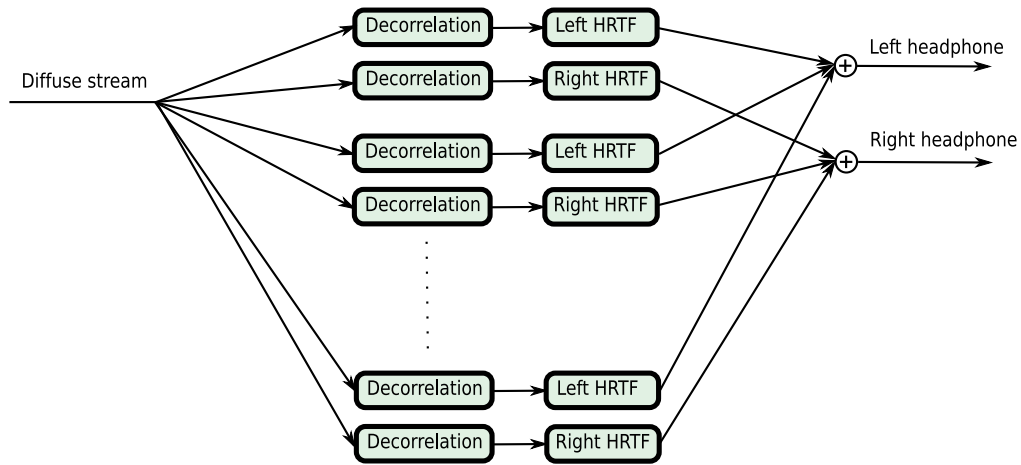 Decorrelation Left HRTF
Left headphone
Diffuse stream
Decorrelation Right HRTF
Right headphone
Decorrelation Left HRTF
Decorrelation Right HRTF
Decorrelation Left HRTF
Decorrelation Right HRTF